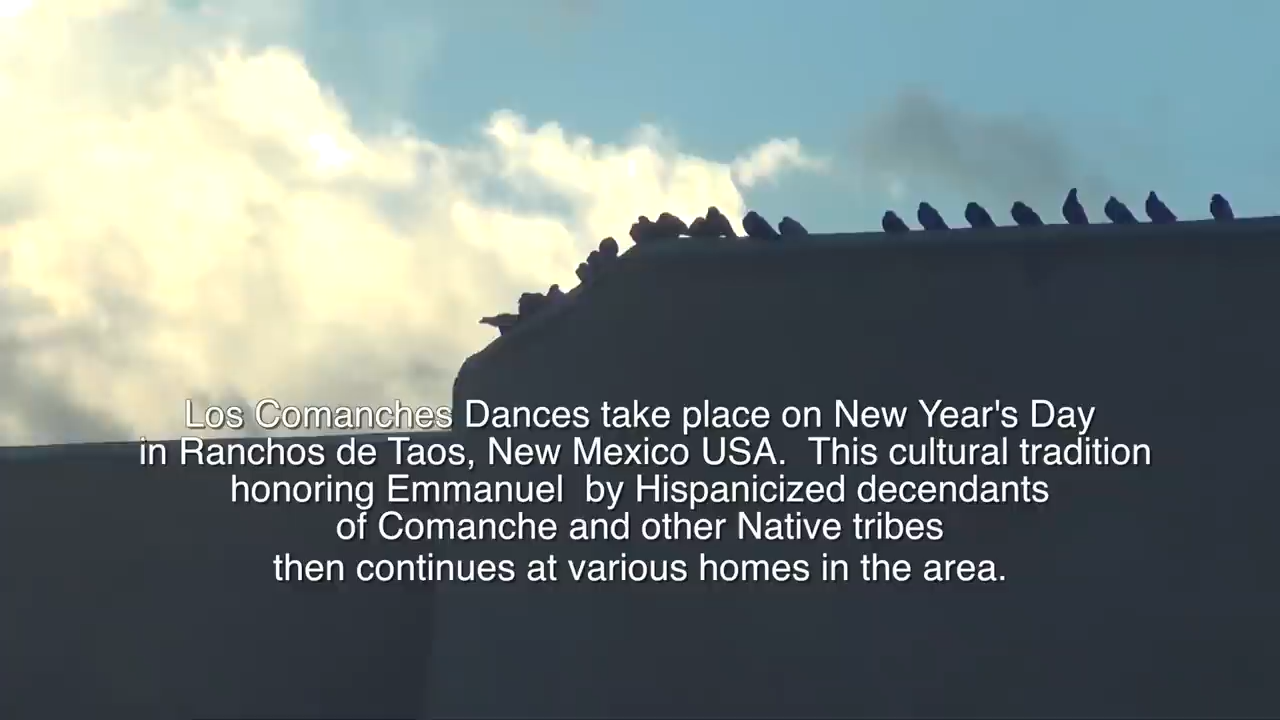 Los Comanches Dances take place on New Year's Day
in Ranchos de Taos, New Mexico USA.  This cultural tradition
honoring Emmanuel  by Hispanicized decendants
of Comanche and other Native tribes
then continues at various homes in the area.